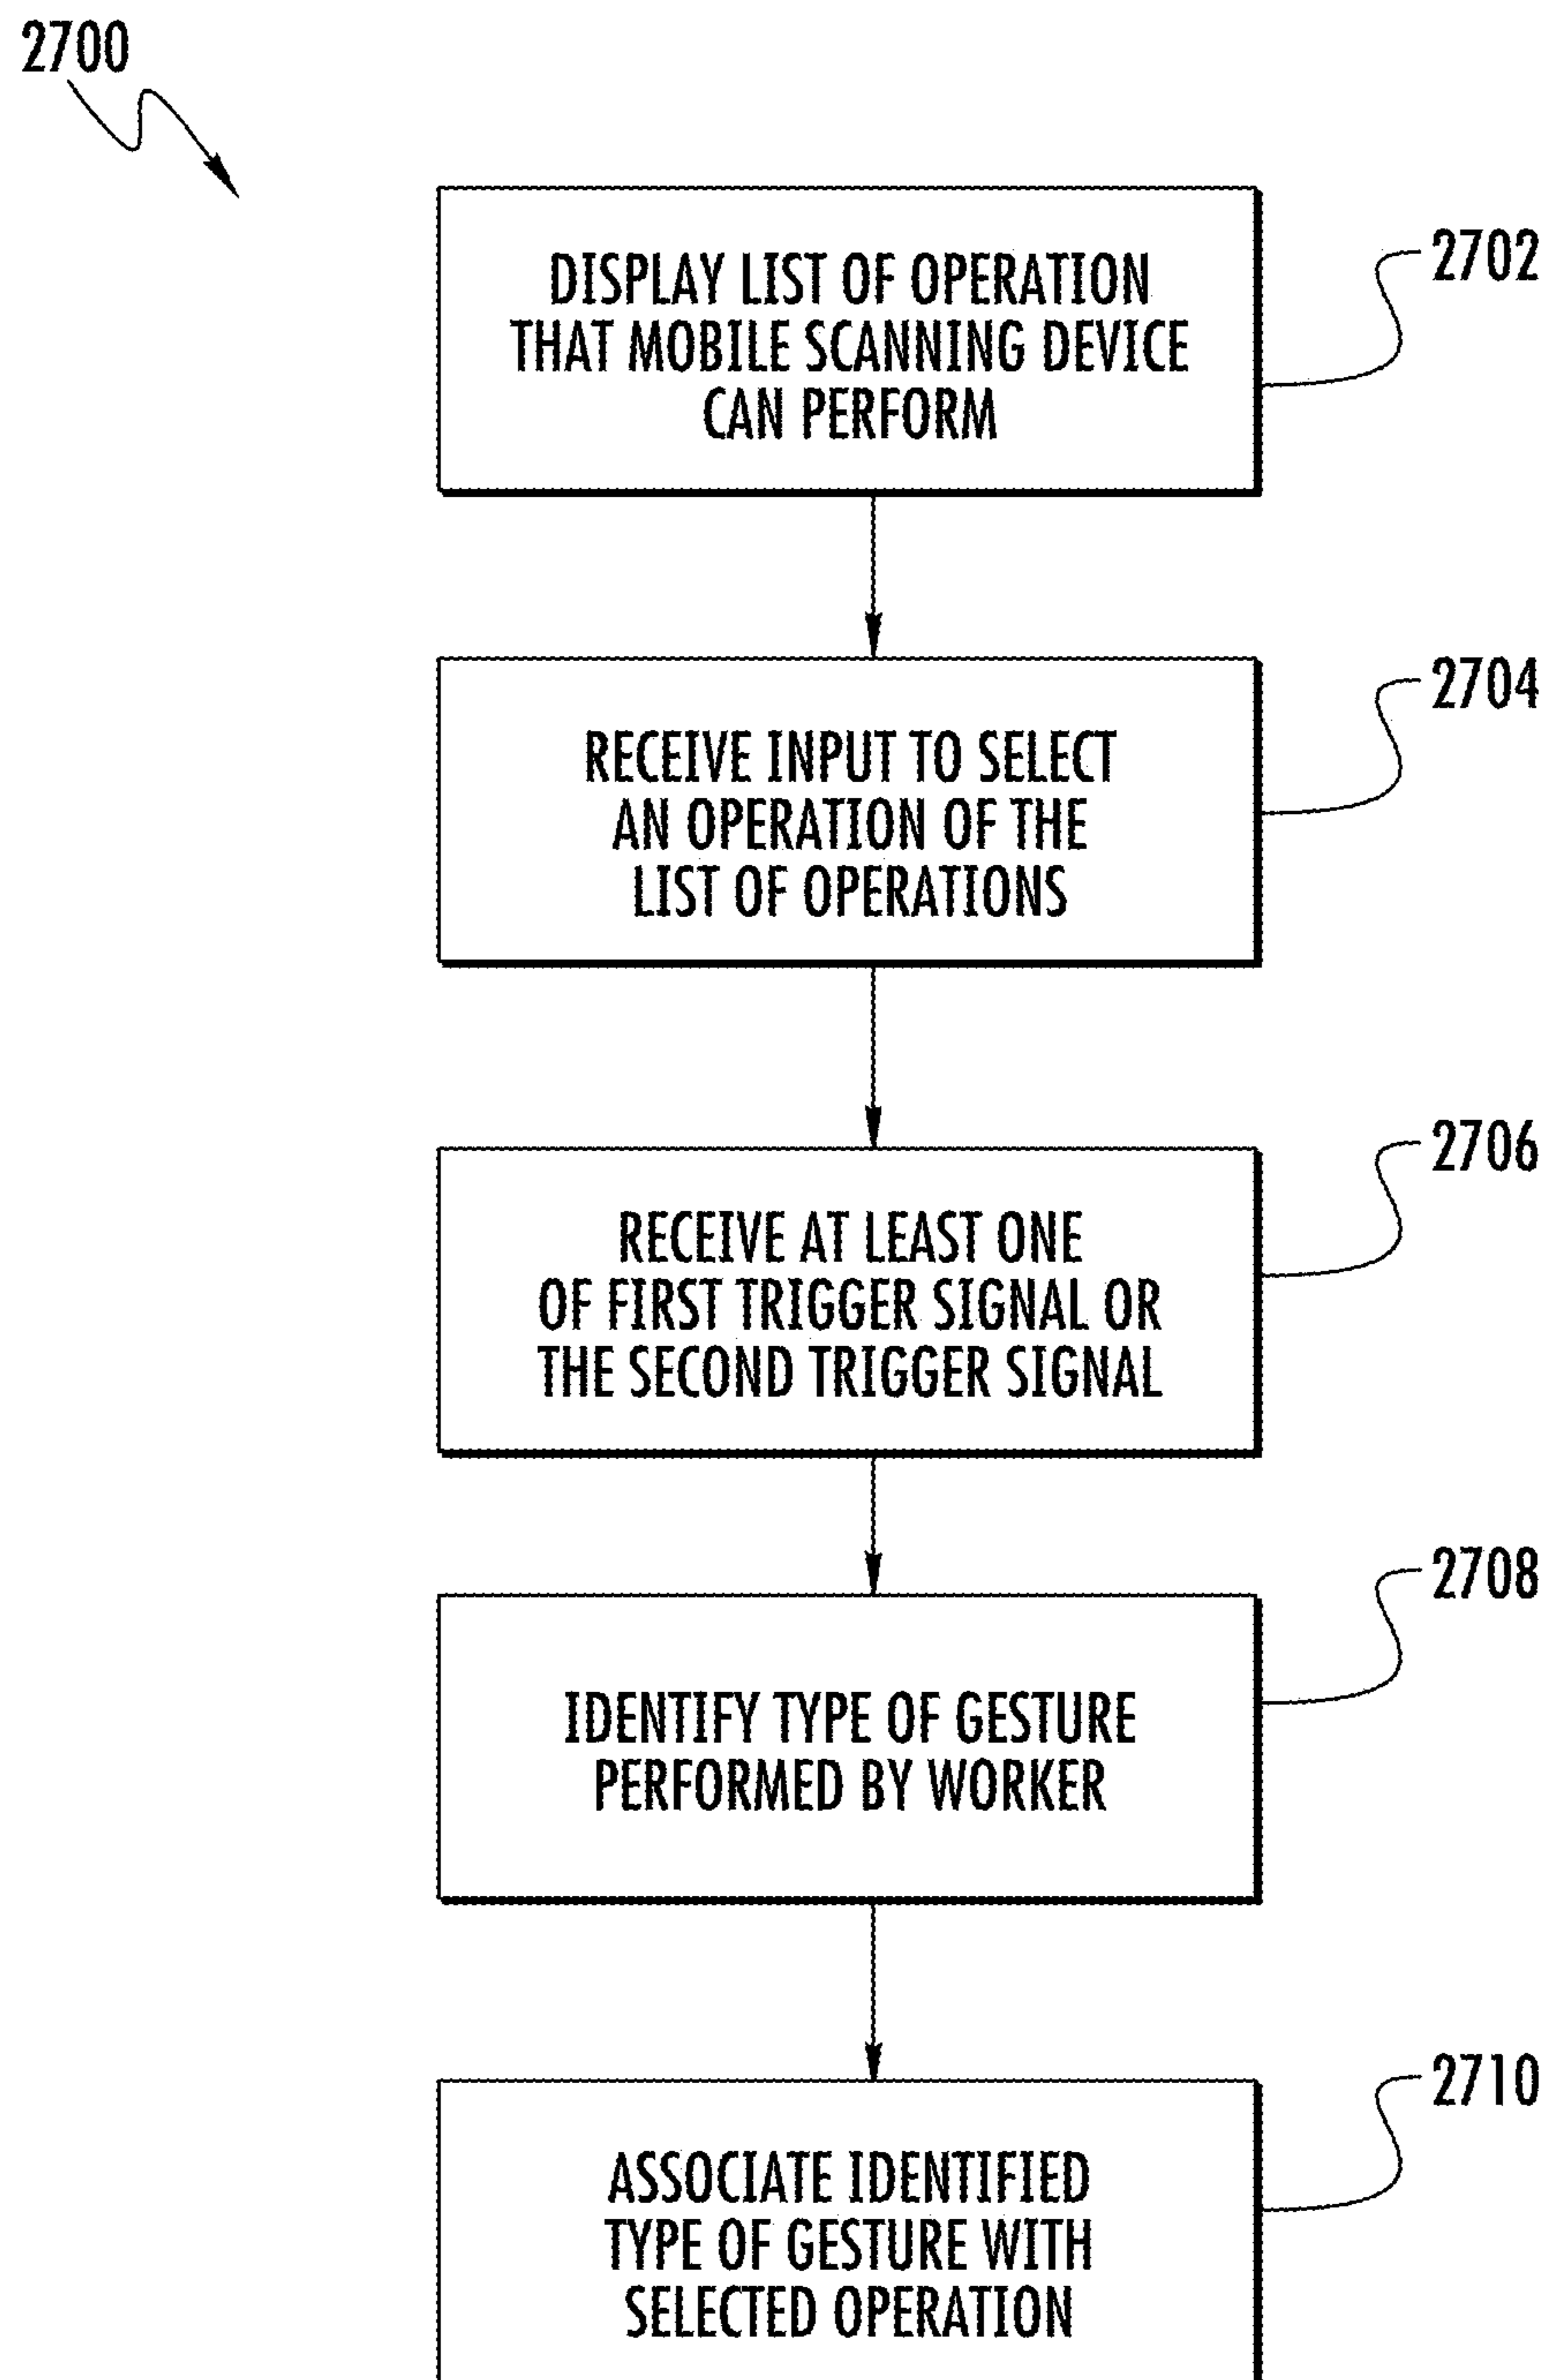 2700
DISPLAY LIST OF OPERATION
THAT MOBILE SCANNING DEVICE
CAN PERFORM
2702
RECEIVE INPUT TO SELECT
AN OPERATION OF THE
LIST OF OPERATIONS
2704
RECEIVE AT LEAST ONE
OF FIRST TRIGGER SIGNAL OR
THE SECOND TRIGGER SIGNAL
2706
IDENTIFY TYPE OF GESTURE
PERFORMED BY WORKER
2708
ASSOCIATE IDENTIFIED
TYPE OF GESTURE WITH
SELECTED OPERATION
2710